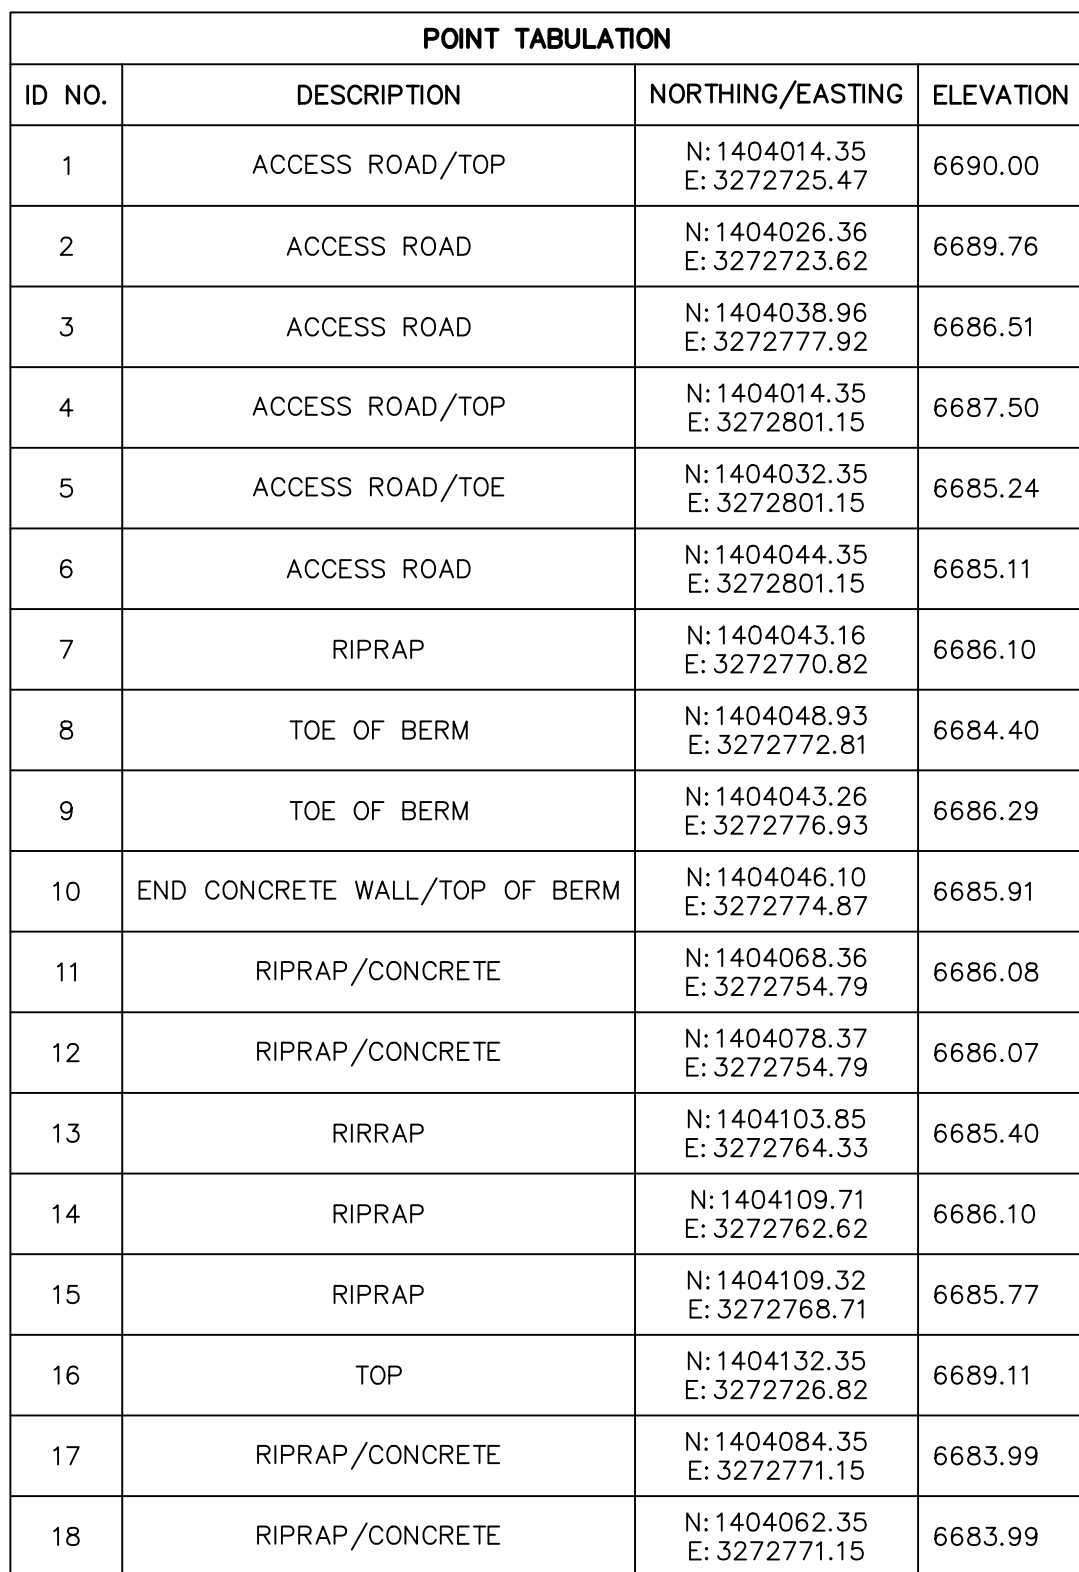 POINT TABULATION
ID NO. DESCRIPTION NORTHING/EASTING ELEVATION
1 ACCESS ROAD/TOP N:1404014.35 6690.00
E:3272725.47
2 ACCESS ROAD N:1404026.36 6689.76
E:3272723.62
3 ACCESS ROAD N:1404038.96 6686.51
E:3272777.92
4 ACCESS ROAD/TOP N:1404014.35 6687.50
E:3272801.15
5 ACCESS ROAD/TOE N:1404032.35 6685.24
E:3272801.15
6 ACCESS ROAD N:1404044.35 6685.11
E:3272801.15
7 RIPRAP N:1404043.16 6686.10
E:3272770.82
8 TOE OF BERM N:1404048.93 6684.40
E:3272772.81
9 TOE OF BERM N:1404043.26 6686.29
E:3272776.93
10 END CONCRETE WALL/TOP OF BERM N:1404046.10 6685.91
E:3272774.87
11 RIPRAP/CONCRETE N:1404068.36 6686.08
E:3272754.79
12 RIPRAP/CONCRETE N:1404078.37 6686.07
E:3272754.79
13 RIRRAP N:1404103.85 6685.40
E:3272764.33
14 RIPRAP N:1404109.71 6686.10
E:3272762.62
15 RIPRAP N:1404109.32 6685.77
E:3272768.71
16 TOP N:1404132.35 6689.11
E:3272726.82
17 RIPRAP/CONCRETE N:1404084.35 6683.99
E:3272771.15
18 RIPRAP/CONCRETE N:1404062.35 6683.99
E:3272771.15